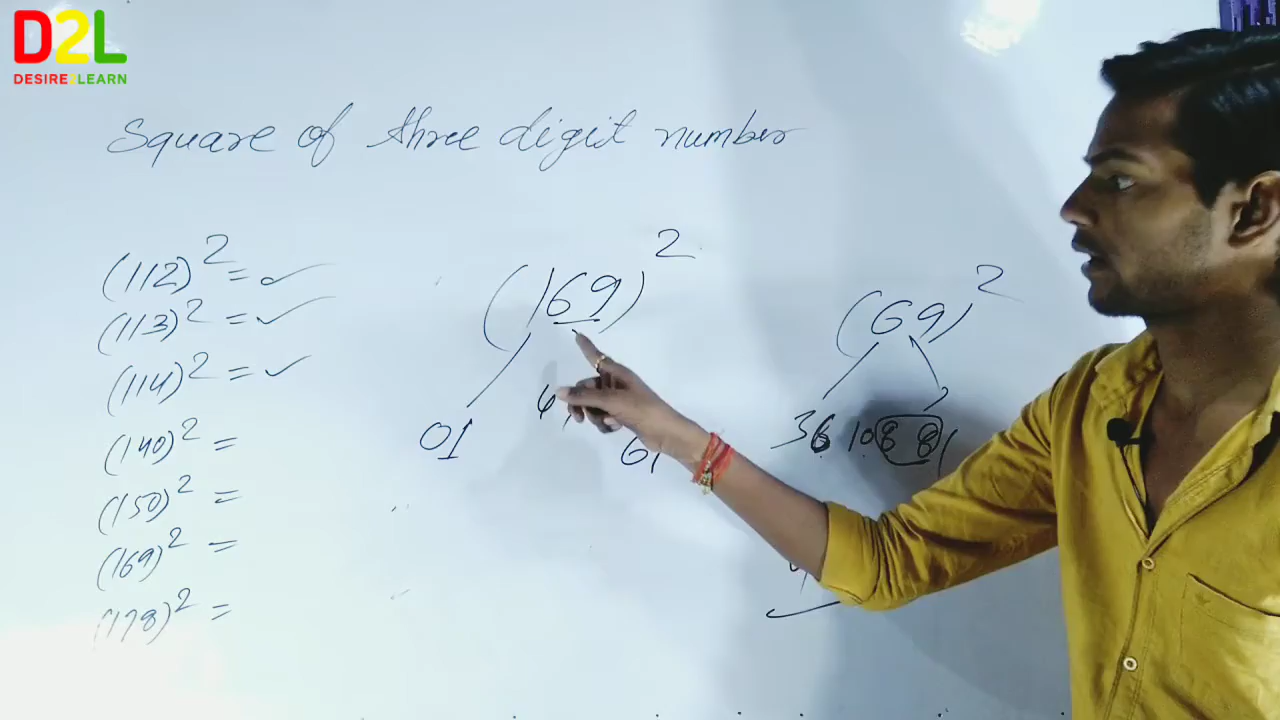 D2L
DESIRE2LEARN
Square of three digit number
(112)² = ✓
(113)² = ✓
(114)² = ✓
(140)² =
(150)² =
(169)² =
(178)² =
(169)²
01
61
(69)²
36 108 81